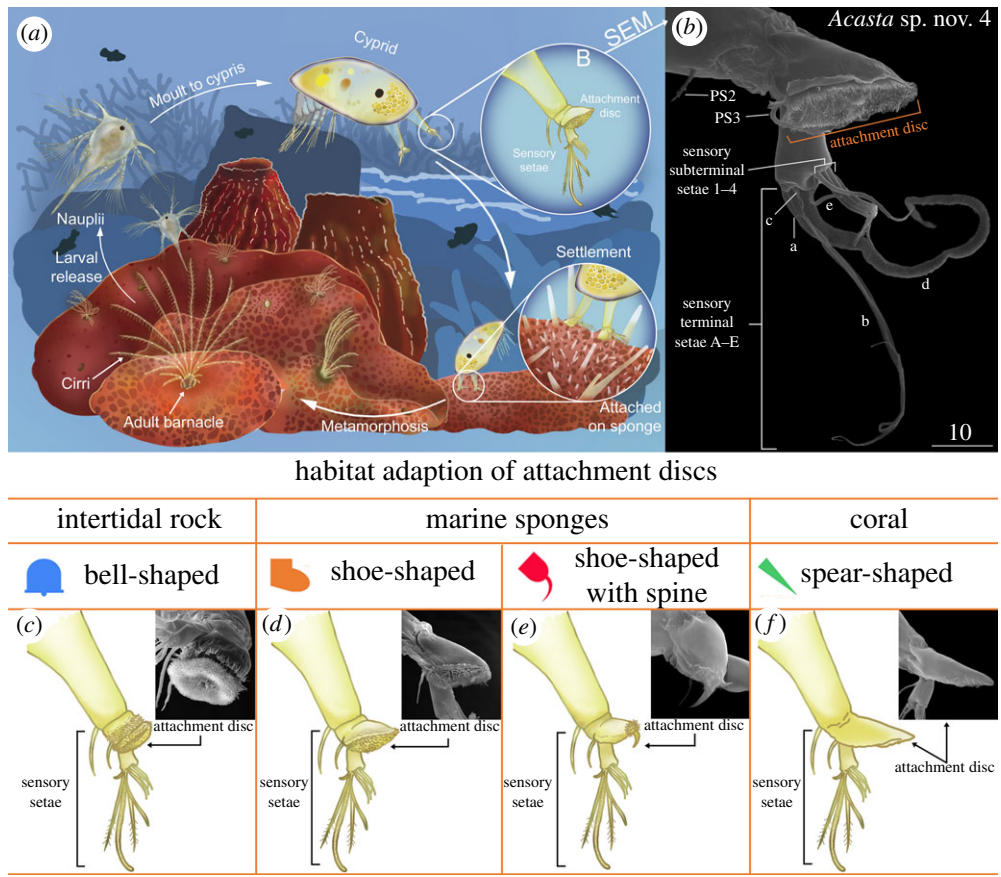 (a)
Cyprid
Moult to cypris
SEM
B
Attachment
disc
Sensory
setae
Nauplii
Larval
release
Settlement
Cirri
Adult barnacle
Metamorphosis
Attached
on sponge
(b)
Acasta sp. nov. 4
PS2
PS3
attachment disc
sensory
subterminal
setae 1–4
c
e
a
d
b
sensory
terminal
setae A–E
10
habitat adaption of attachment discs
intertidal rock
marine sponges
coral
bell-shaped
shoe-shaped
shoe-shaped
with spine
spear-shaped
(c)
attachment disc
sensory
setae
(d)
attachment disc
sensory
setae
(e)
attachment disc
sensory
setae
(f)
attachment disc
sensory
setae